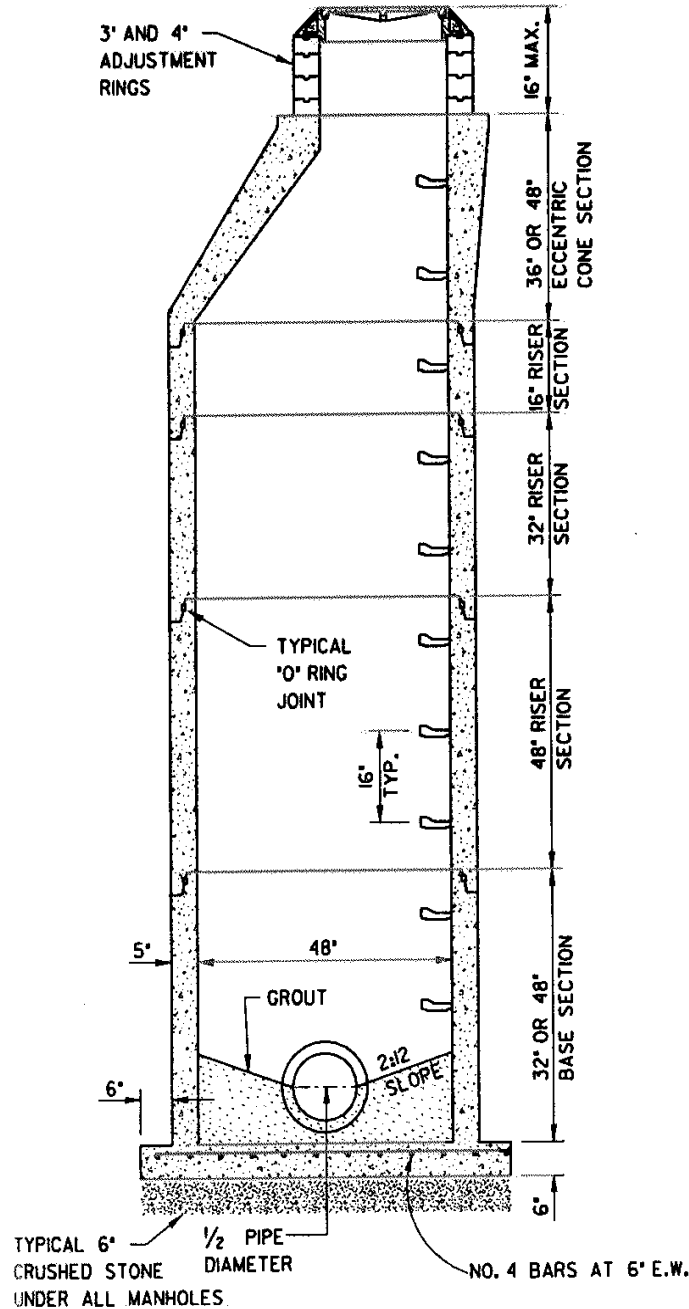 3" AND 4"
ADJUSTMENT
RINGS
16" MAX.
36" OR 48"
ECCENTRIC
CONE SECTION
16" RISER
SECTION
32" RISER
SECTION
TYPICAL
"O" RING
JOINT
48" RISER
SECTION
16"
TYP.
5"
48"
GROUT
2:12
SLOPE
32" OR 48"
BASE SECTION
6"
6"
TYPICAL 6"
CRUSHED STONE
UNDER ALL MANHOLES
1/2 PIPE
DIAMETER
NO. 4 BARS AT 6" E.W.